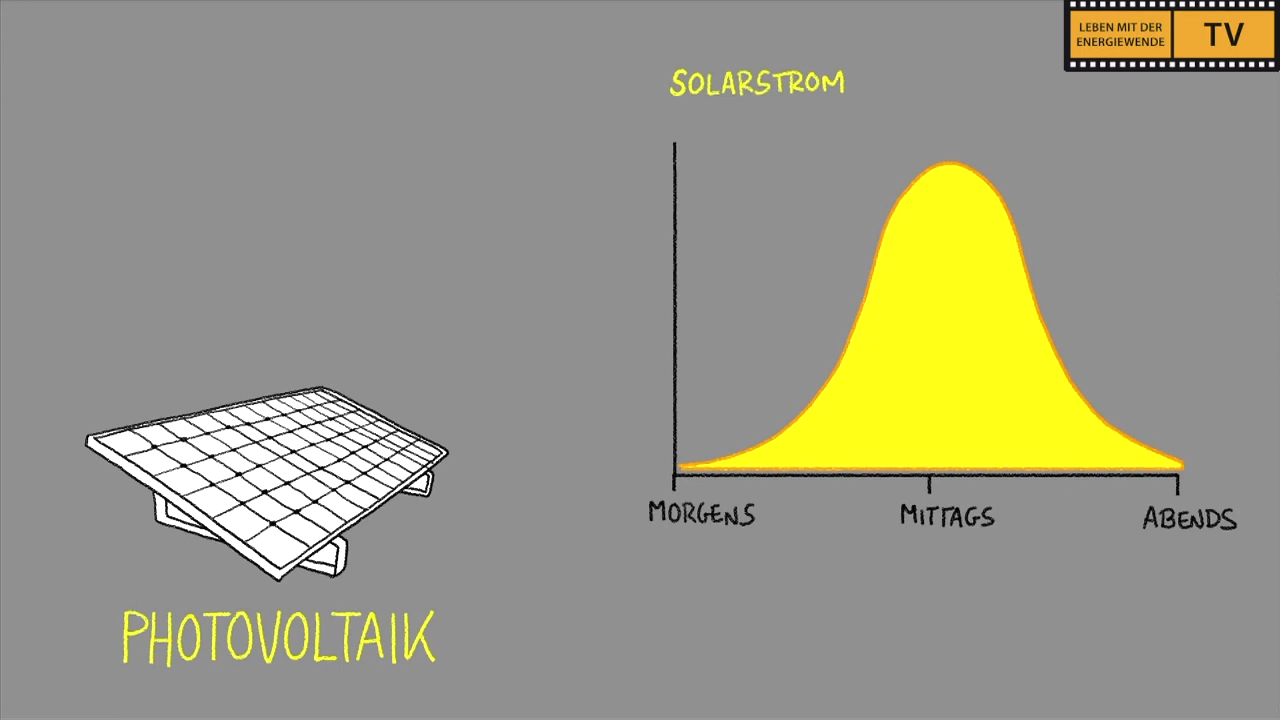 LEBEN MIT DER
ENERGIEWENDE
TV
SOLARSTROM
MORGENS
MITTAGS
ABENDS
PHOTOVOLTAIK